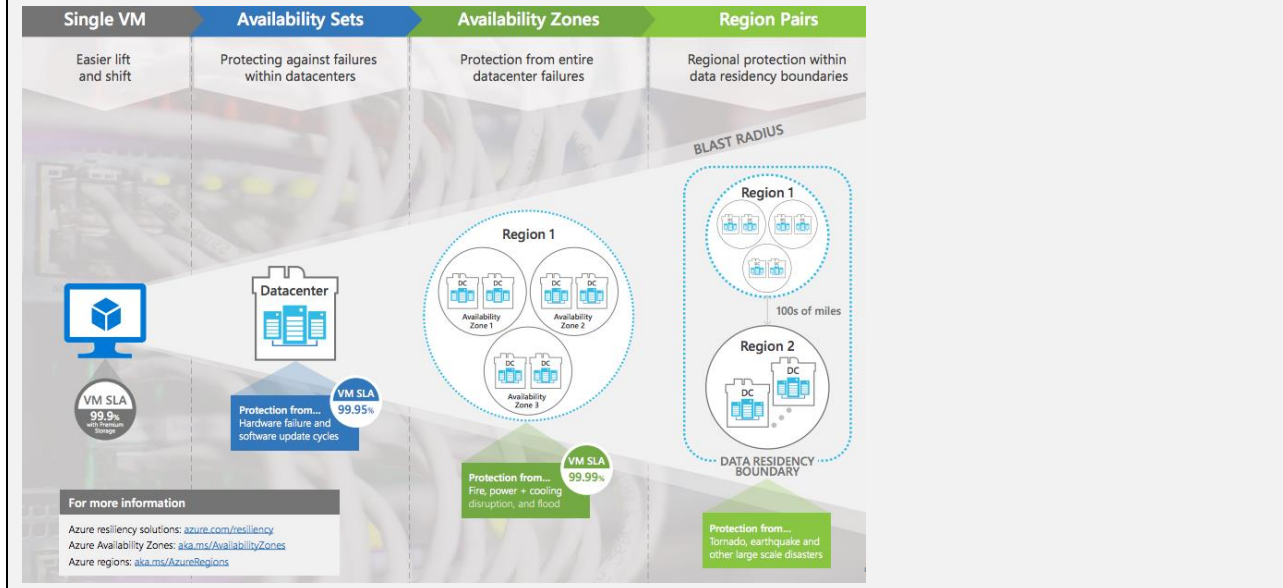 Single VM
Availability Sets
Availability Zones
Region Pairs
Easier lift
and shift
Protecting against failures
within datacenters
Protection from entire
datacenter failures
Regional protection within
data residency boundaries
BLAST RADIUS
VM SLA
99.9%
with Premium
Storage
Datacenter
VM SLA
99.95%
Protection from...
Hardware failure and
software update cycles
Region 1
DC
DC
Availability
Zone 1
DC
DC
Availability
Zone 2
DC
DC
Availability
Zone 3
VM SLA
99.99%
Protection from...
Fire, power + cooling
disruption, and flood
Region 1
DC
DC
DC
DC
DC
DC
100s of miles
Region 2
DC
DC
DATA RESIDENCY
BOUNDARY
Protection from...
Tornado, earthquake and
other large scale disasters
For more information
Azure resiliency solutions: azure.com/resiliency
Azure Availability Zones: aka.ms/AvailabilityZones
Azure regions: aka.ms/AzureRegions